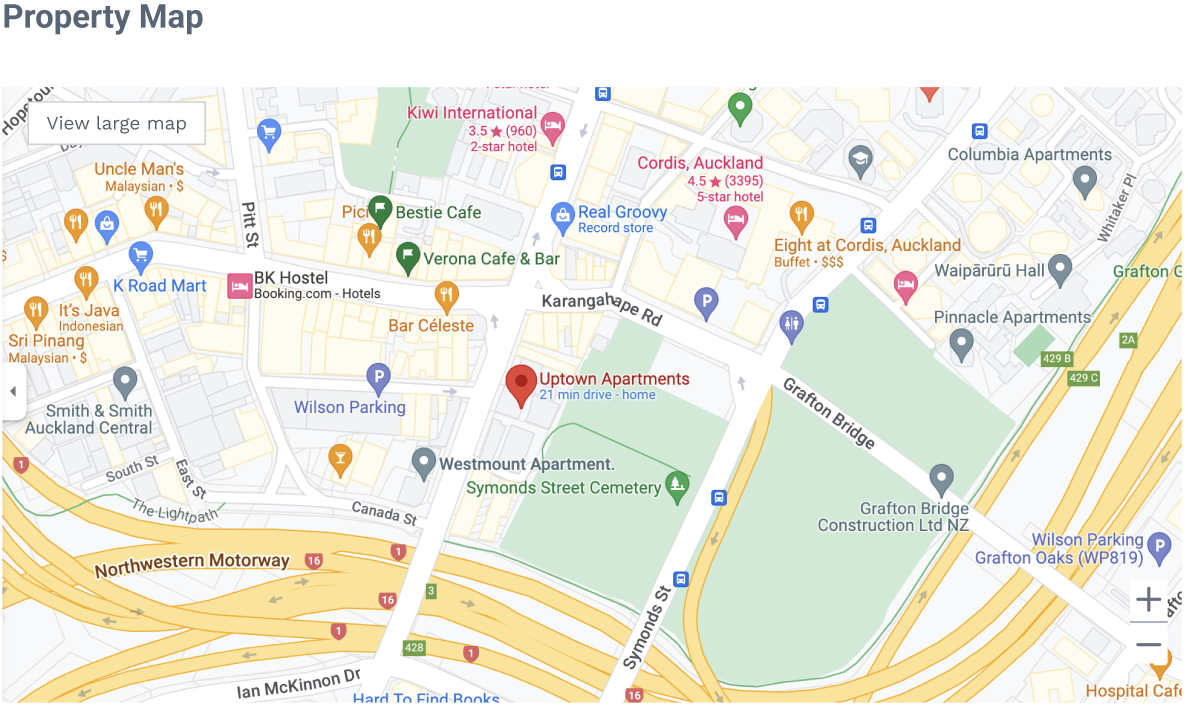 Property Map
View large map
Kiwi International
3.5 ★ (960)
2-star hotel
Uncle Man's
Malaysian • $
Cordis, Auckland
4.5 ★ (3395)
5-star hotel
Columbia Apartments
Whitaker Pl
Pitt St
Bestie Cafe
Real Groovy
Record store
Verona Cafe & Bar
Eight at Cordis, Auckland
Buffet • $$$
Waipārūrū Hall
Grafton G
K Road Mart
BK Hostel
Booking.com - Hotels
Karangahape Rd
P
It's Java
Indonesian
Bar Céleste
Pinnacle Apartments
Sri Pinang
Malaysian • $
2A
429 B
429 C
P
Wilson Parking
Uptown Apartments
21 min drive - home
Grafton Bridge
Smith & Smith
Auckland Central
South St
East St
1
Westmount Apartment.
Symonds Street Cemetery
The Lightpath
Canada St
Grafton Bridge
Construction Ltd NZ
Wilson Parking
Grafton Oaks (WP819)
P
Northwestern Motorway
16
1
16
3
1
428
1
Symonds St
Ian McKinnon Dr
Hard To Find Books
16
Hospital Cafe
+
−